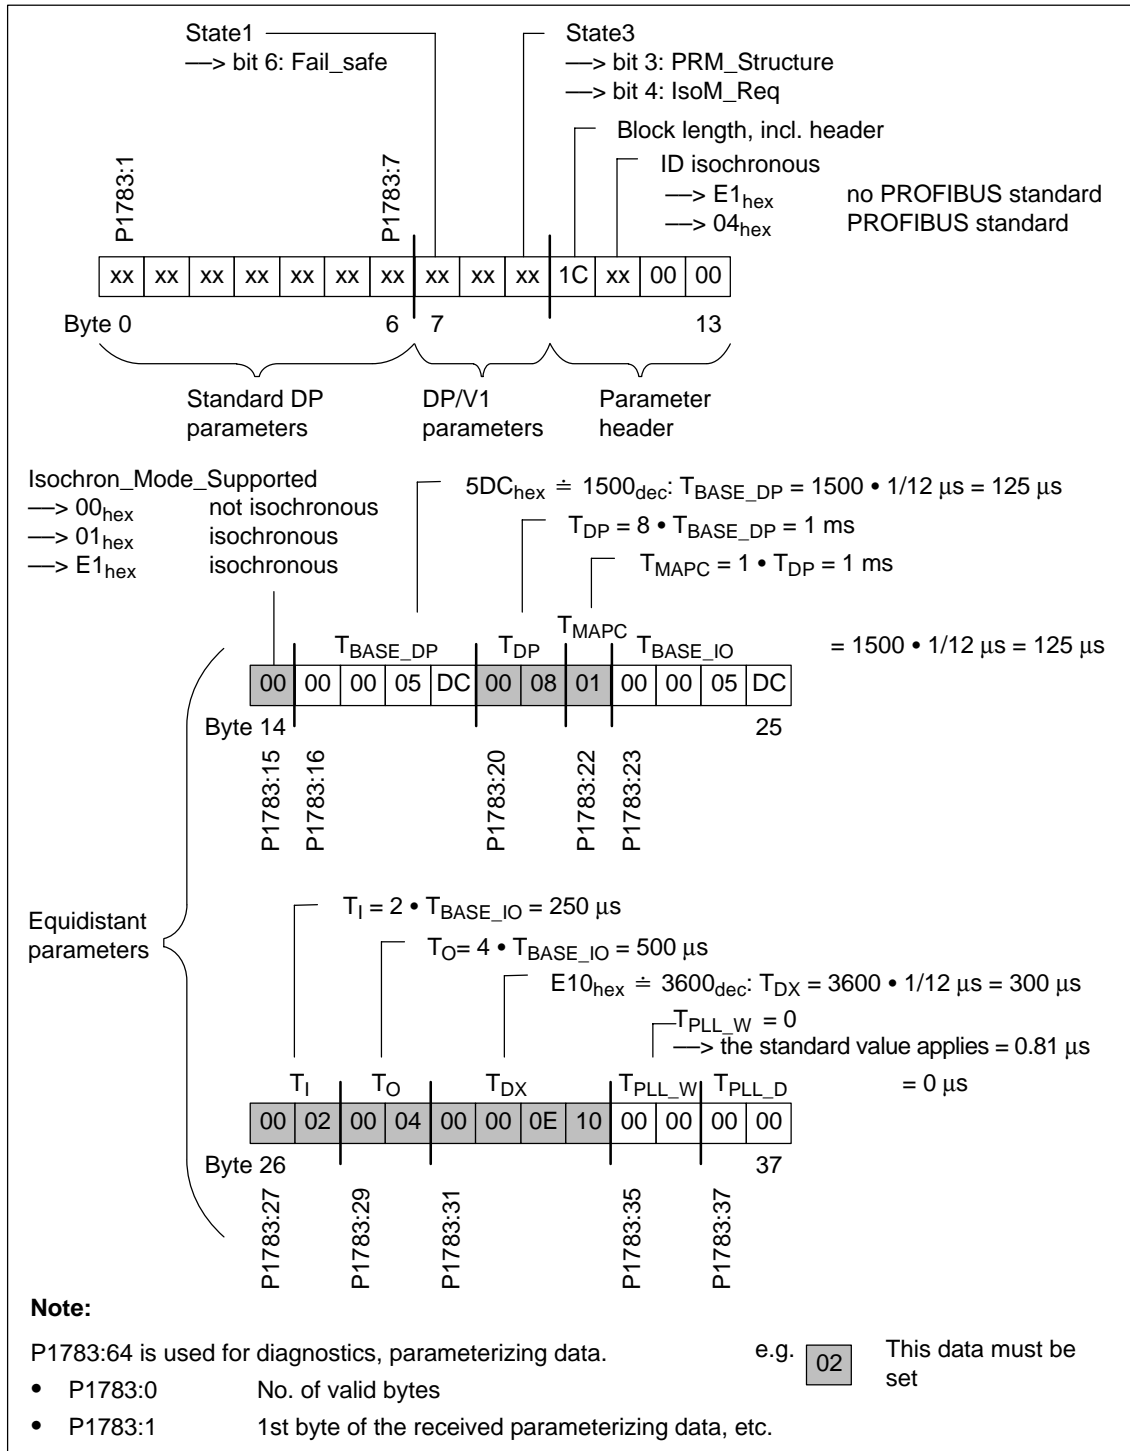 State1
—> bit 6: Fail_safe
State3
—> bit 3: PRM_Structure
—> bit 4: IsoM_Req
Block length, incl. header
ID isochronous
—> E1hex no PROFIBUS standard
—> 04hex PROFIBUS standard
P1783:1
P1783:7
xx xx xx xx xx xx xx xx xx xx 1C xx 00 00
Byte 0 6 7 13
Standard DP parameters
DP/V1 parameters
Parameter header
Isochron_Mode_Supported
—> 00hex not isochronous
—> 01hex isochronous
—> E1hex isochronous
5DChex ≐ 1500dec: TBASE_DP = 1500 • 1/12 µs = 125 µs
TDP = 8 • TBASE_DP = 1 ms
TMAPC = 1 • TDP = 1 ms
TBASE_DP TDP TMAPC TBASE_IO = 1500 • 1/12 µs = 125 µs
00 00 00 05 DC 00 08 01 00 00 05 DC
Byte 14 25
P1783:15
P1783:16
P1783:20
P1783:22
P1783:23
Equidistant
parameters
TI = 2 • TBASE_IO = 250 µs
TO= 4 • TBASE_IO = 500 µs
E10hex ≐ 3600dec: TDX = 3600 • 1/12 µs = 300 µs
TPLL_W = 0
—> the standard value applies = 0.81 µs
TI TO TDX TPLL_W TPLL_D = 0 µs
00 02 00 04 00 00 0E 10 00 00 00 00
Byte 26 37
P1783:27
P1783:29
P1783:31
P1783:35
P1783:37
Note:
P1783:64 is used for diagnostics, parameterizing data.
• P1783:0 No. of valid bytes
• P1783:1 1st byte of the received parameterizing data, etc.
e.g. 02 This data must be
set